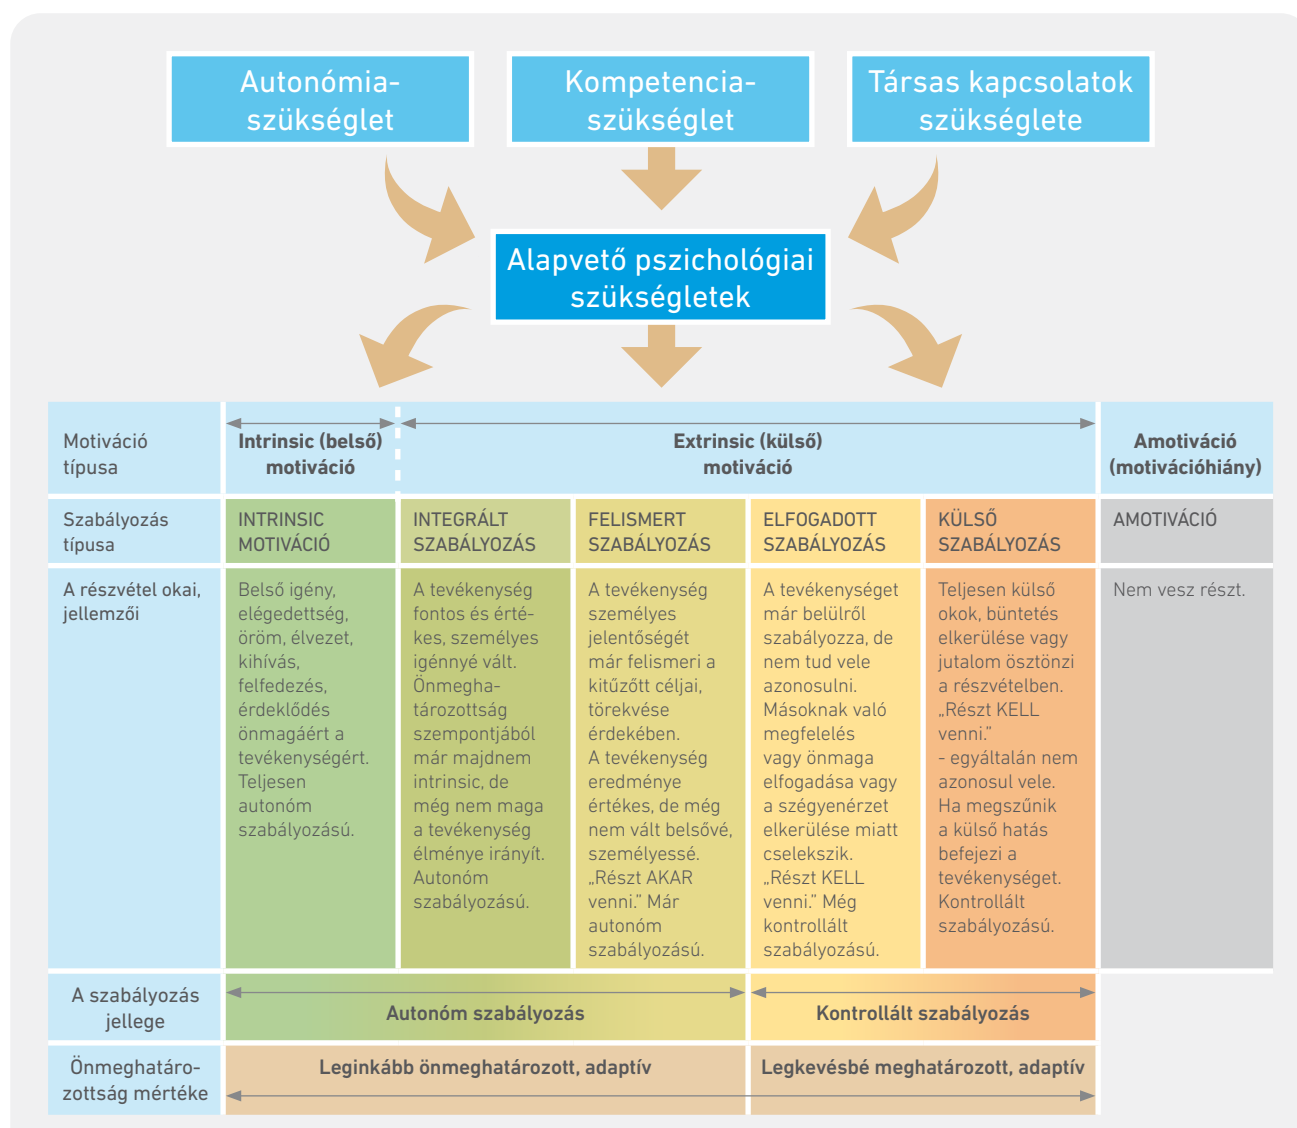 Autonómia-
szükséglet
Kompetencia-
szükséglet
Társas kapcsolatok
szükséglete
Alapvető pszichológiai
szükségletek
Motiváció
típusa
Intrinsic (belső)
motiváció
Extrinsic (külső)
motiváció
Amotiváció
(motivációhiány)
Szabályozás
típusa
INTRINSIC
MOTIVÁCIÓ
INTEGRÁLT
SZABÁLYOZÁS
FELISMERT
SZABÁLYOZÁS
ELFOGADOTT
SZABÁLYOZÁS
KÜLSŐ
SZABÁLYOZÁS
AMOTIVÁCIÓ
A részvétel okai,
jellemzői
Belső igény,
elégedettség,
öröm, élvezet,
kihívás,
felfedezés,
érdeklődés
önmagáért a
tevékenységért.
Teljesen
autonóm
szabályozású.
A tevékenység
fontos és érté-
kes, személyes
igénnyé vált.
Önmegha-
tározottság
szempontjából
már majdnem
intrinsic, de
még nem maga
a tevékenység
élménye irányít.
Autonóm
szabályozású.
A tevékenység
személyes
jelentőségét
már felismeri a
kitűzőtt céljai,
törekvése
érdekében.
A tevékenység
eredménye
értékes, de még
nem vált belsővé,
személyessé.
„Részt AKAR
venni.” Már
autonóm
szabályozású.
A tevékenységet
már belülről
szabályozza, de
nem tud vele
azonosulni.
Másoknak való
megfelelés
vagy önmaga
elfogadása vagy
a szégyenérzet
elkerülése miatt
cselekszik.
„Részt KELL
venni.” Még
kontrollált
szabályozású.
Teljesen külső
okok, büntetés
elkerülése vagy
jutalom ösztönzi
a részvételben.
„Részt KELL
venni.”
- egyáltalán nem
azonosul vele.
Ha megszűnik
a külső hatás
befejezi a
tevékenységet.
Kontrollált
szabályozású.
Nem vesz részt.
A szabályozás
jellege
Autonóm szabályozás
Kontrollált szabályozás
Önmeghatáro-
zottság mértéke
Leginkább önmeghatározott, adaptív
Legkevésbé meghatározott, adaptív